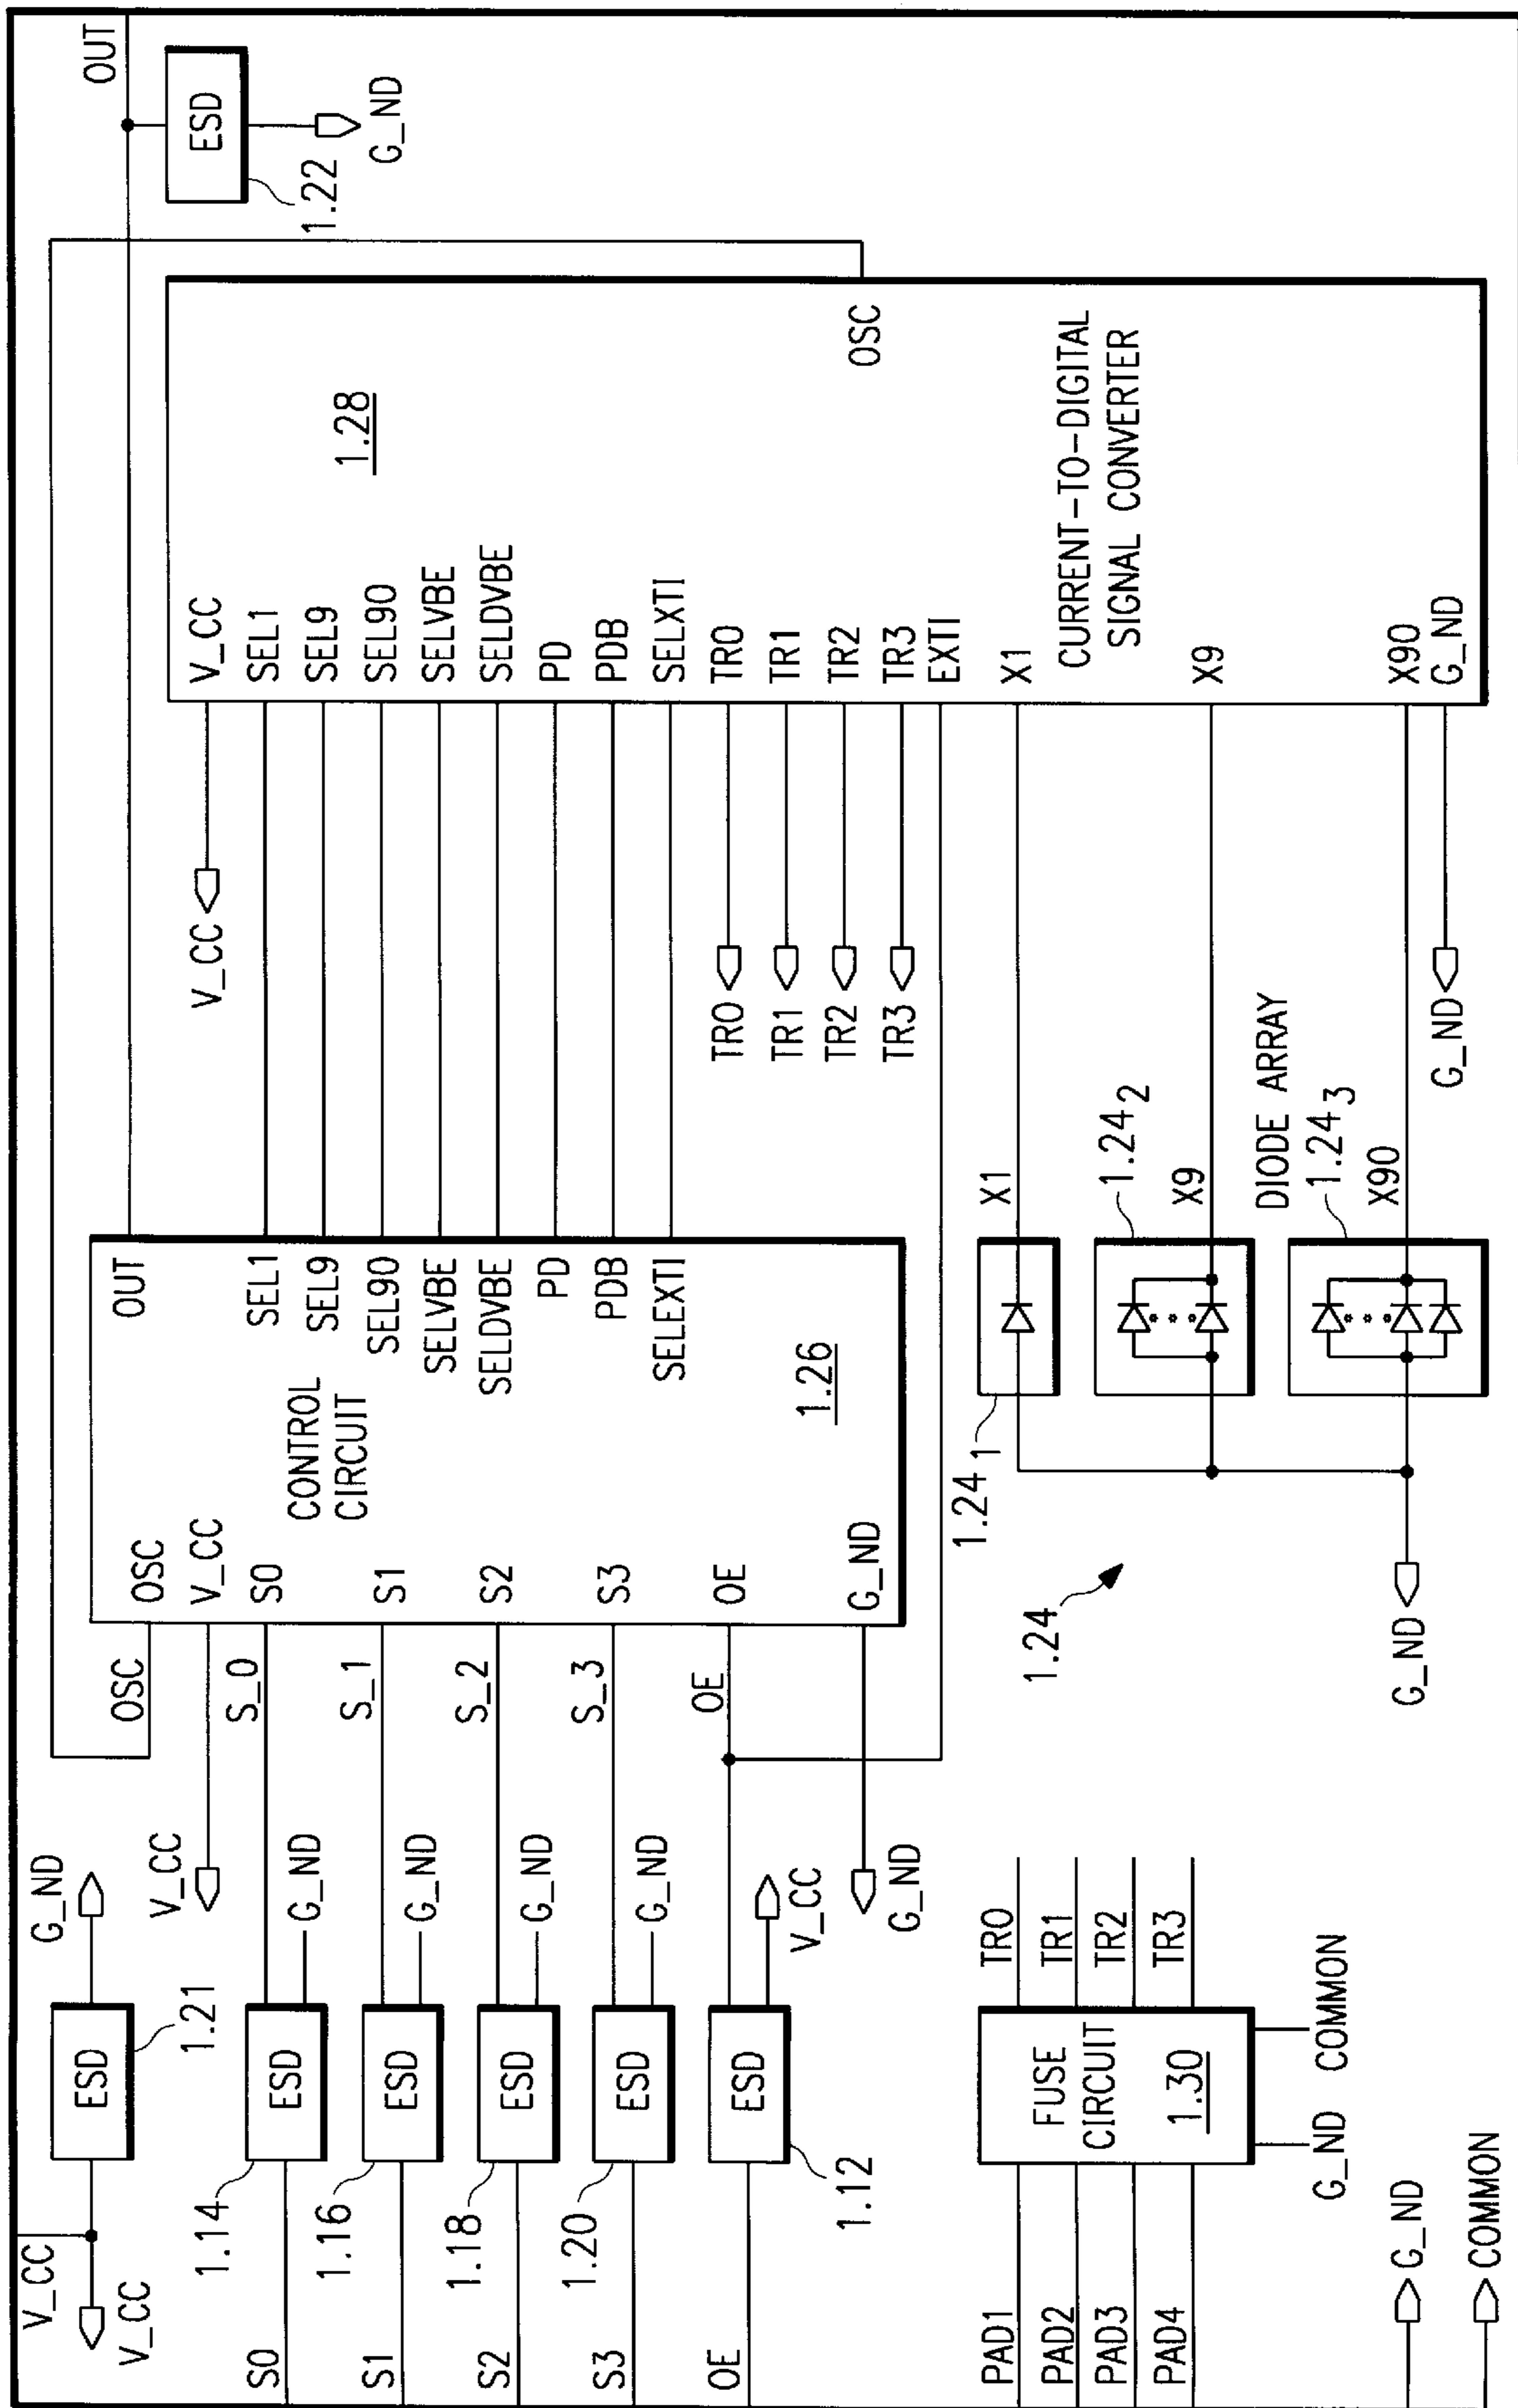 V_CC
V_CC
ESD
1.21
G_ND
S0
1.14
ESD
G_ND
S_0
S1
1.16
ESD
G_ND
S_1
S2
1.18
ESD
G_ND
S_2
S3
1.20
ESD
G_ND
S_3
OE
ESD
1.12
V_CC
OE
OSC
V_CC
G_ND
OSC
V_CC
S0
S1
S2
S3
OE
G_ND
CONTROL
CIRCUIT
1.26
OUT
SEL1
SEL9
SEL90
SELVBE
SELDVBE
PD
PDB
SELEXTI
OUT
ESD
1.22
G_ND
V_CC
TR0
TR1
TR2
TR3
V_CC
SEL1
SEL9
SEL90
SELVBE
SELDVBE
PD
PDB
SELXTI
TR0
TR1
TR2
TR3
EXTI
X1
X9
X90
G_ND
1.28
OSC
CURRENT-TO-DIGITAL
SIGNAL CONVERTER
PAD1
PAD2
PAD3
PAD4
FUSE
CIRCUIT
1.30
TR0
TR1
TR2
TR3
G_ND
COMMON
G_ND
COMMON
1.24
1.24 1
X1
1.24 2
X9
DIODE ARRAY
1.24 3
X90
G_ND
G_ND